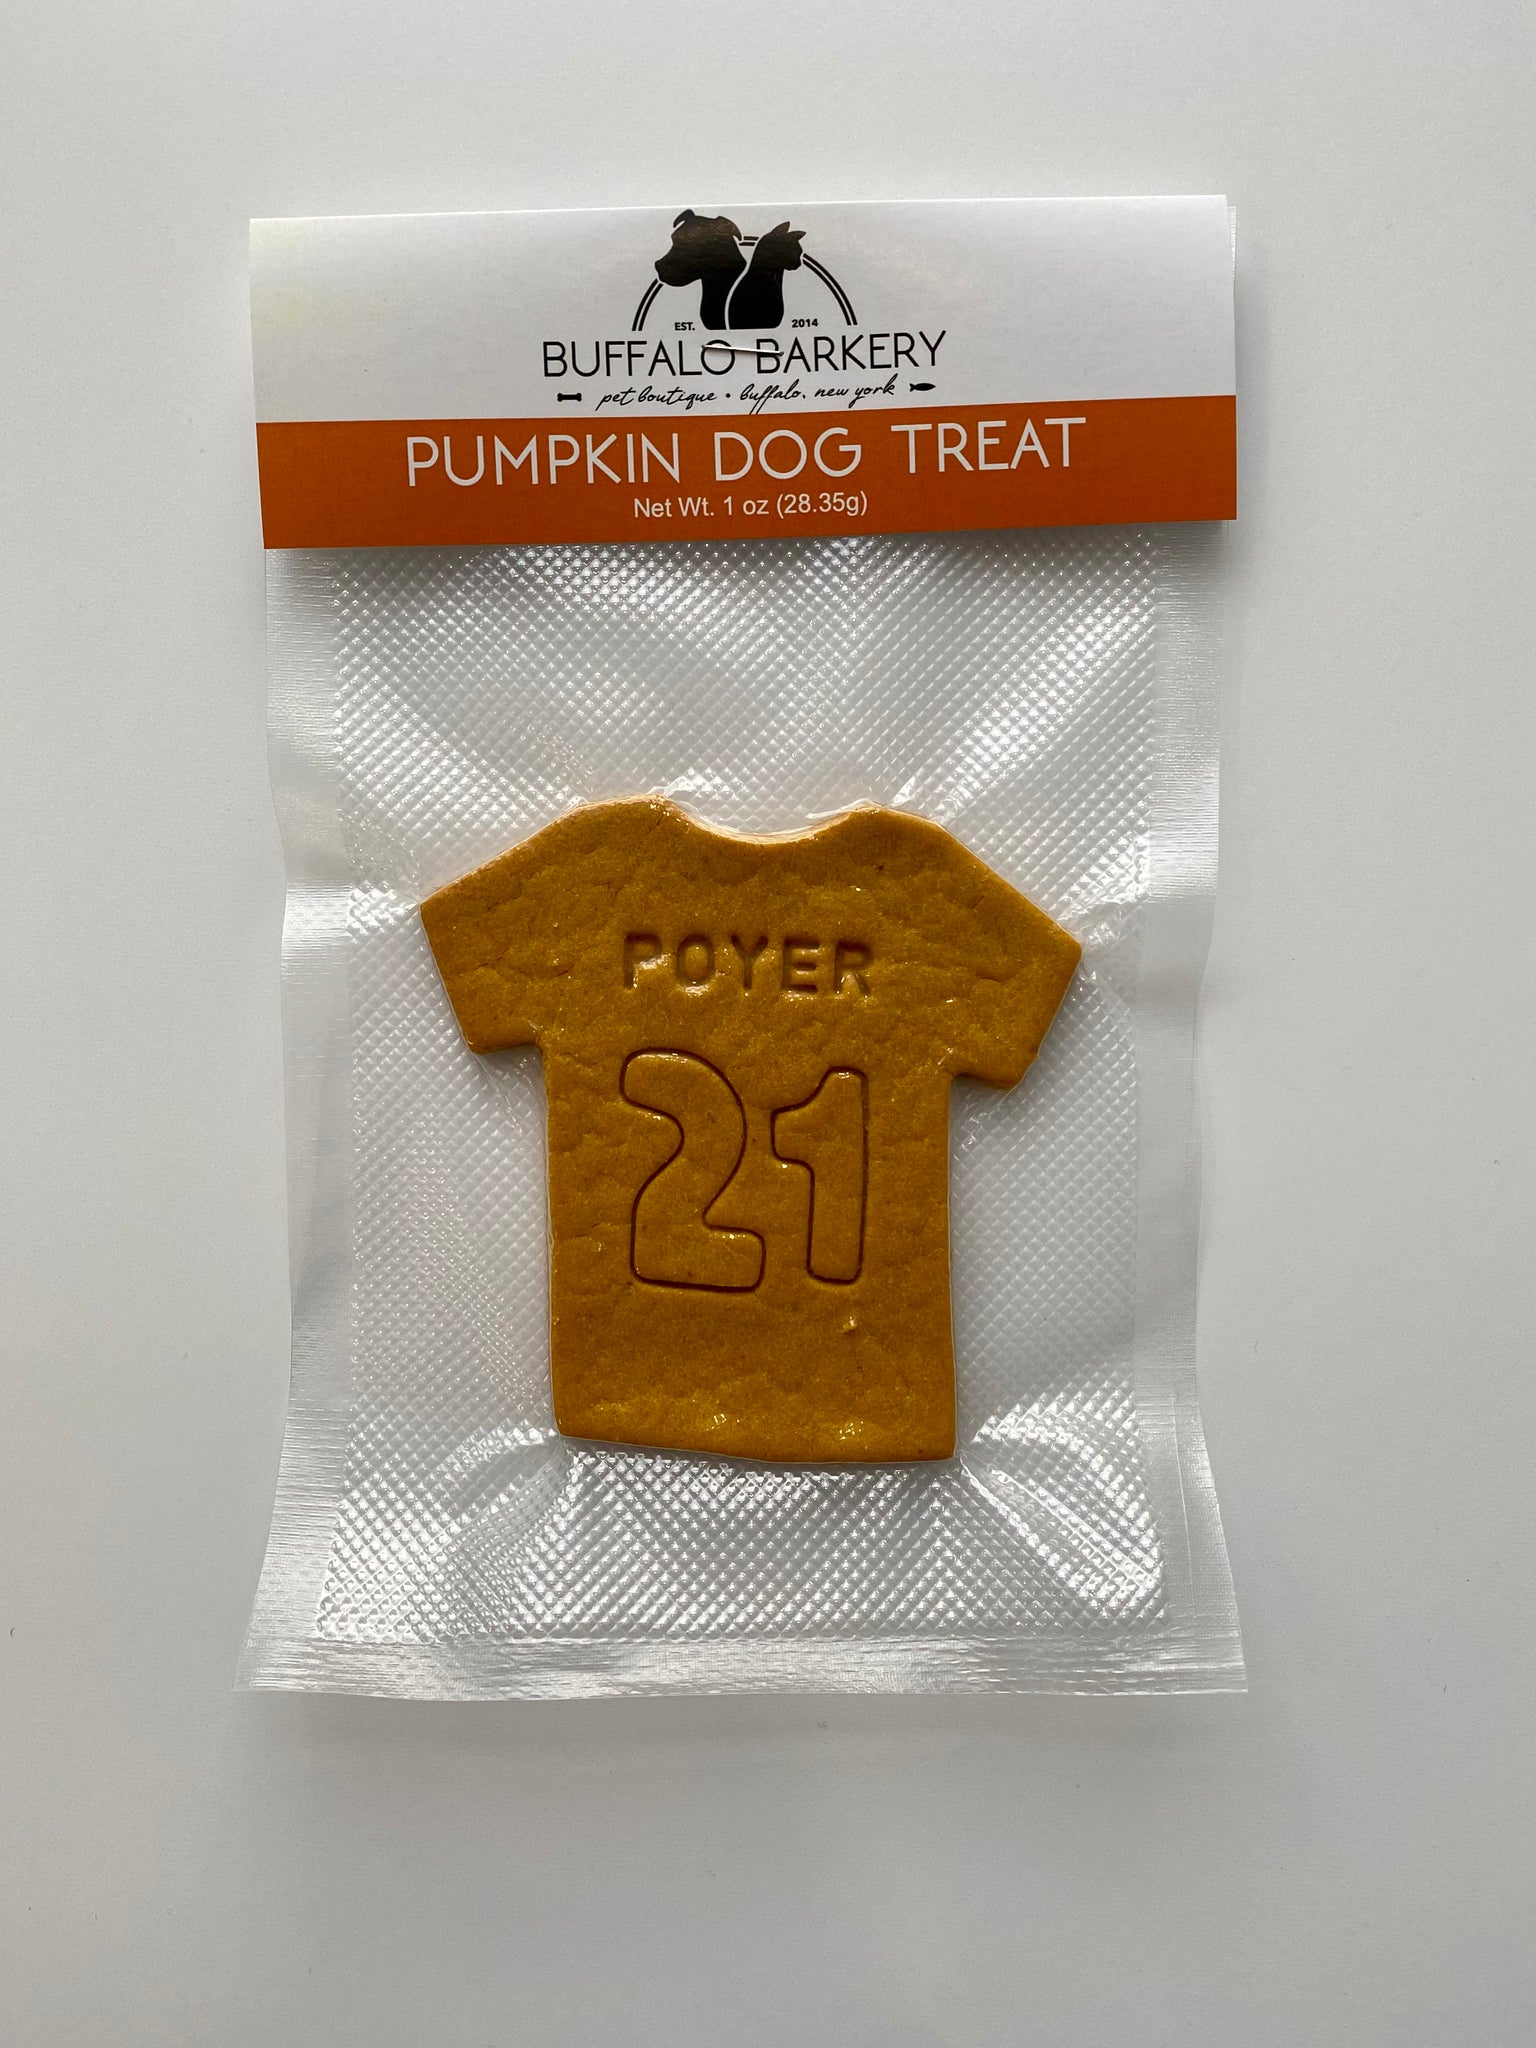 EST. 2014
BUFFALO BARKERY
pet boutique • buffalo, new york
PUMPKIN DOG TREAT
Net Wt. 1 oz (28.35g)
POYER
21